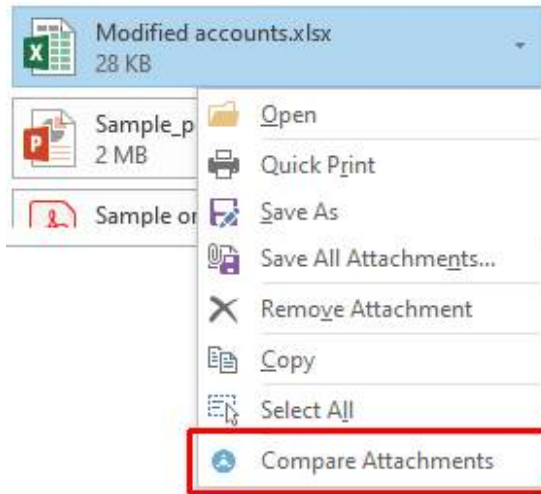 Modified accounts.xlsx
28 KB
Sample_p
2 MB
Sample or
Open
Quick Print
Save As
Save All Attachments...
Remove Attachment
Copy
Select All
Compare Attachments